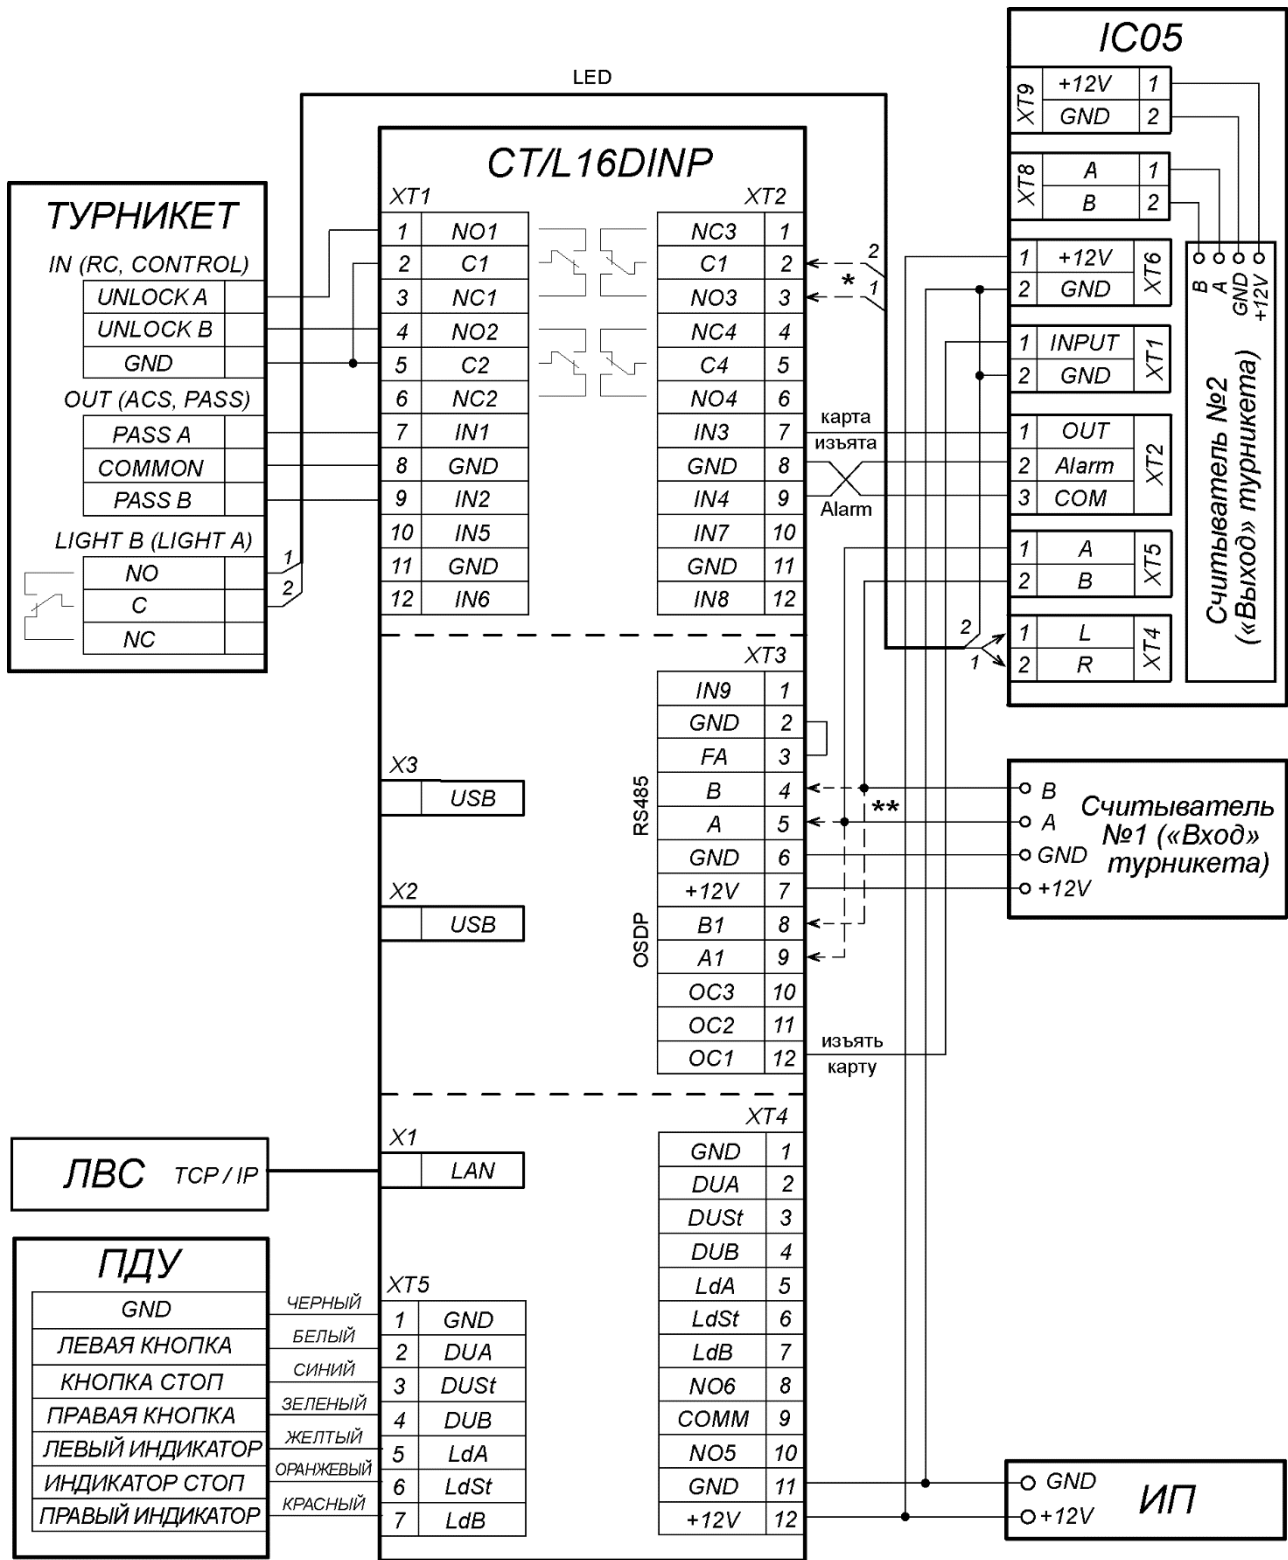 IC05
XT9
+12V 1
GND 2
XT8
A 1
B 2
1 +12V
2 GND
XT6
1 INPUT
2 GND
XT1
1 OUT
2 Alarm
3 COM
XT2
1 A
2 B
XT5
1 L
2 R
XT4
B
A
GND
+12V
Считыватель №2
(«Выход» турникета)
LED
CT/L16DINP
ТУРНИКЕТ
IN (RC, CONTROL)
UNLOCK A
UNLOCK B
GND
OUT (ACS, PASS)
PASS A
COMMON
PASS B
LIGHT B (LIGHT A)
NO
C
NC
1
2
XT1
1 NO1
2 C1
3 NC1
4 NO2
5 C2
6 NC2
7 IN1
8 GND
9 IN2
10 IN5
11 GND
12 IN6
XT2
NC3 1
C1 2
NO3 3
NC4 4
C4 5
NO4 6
IN3 7
GND 8
IN4 9
IN7 10
GND 11
IN8 12
2
*
1
карта
изъята
Alarm
2
1
XT3
IN9 1
GND 2
FA 3
B 4
A 5
GND 6
+12V 7
B1 8
A1 9
OC3 10
OC2 11
OC1 12
RS485
OSDP
**
изъять
карту
X3
USB
X2
USB
B
A
GND
+12V
Считыватель
№1 («Вход»
турникета)
ЛВС TCP / IP
X1
LAN
XT4
GND 1
DUA 2
DUSt 3
DUB 4
LdA 5
LdSt 6
LdB 7
NO6 8
COMM 9
NO5 10
GND 11
+12V 12
ПДУ
GND
ЛЕВАЯ КНОПКА
КНОПКА СТОП
ПРАВАЯ КНОПКА
ЛЕВЫЙ ИНДИКАТОР
ИНДИКАТОР СТОП
ПРАВЫЙ ИНДИКАТОР
ЧЕРНЫЙ
БЕЛЫЙ
СИНИЙ
ЗЕЛЕНЫЙ
ЖЕЛТЫЙ
ОРАНЖЕВЫЙ
КРАСНЫЙ
XT5
1 GND
2 DUA
3 DUSt
4 DUB
5 LdA
6 LdSt
7 LdB
GND
+12V
ИП